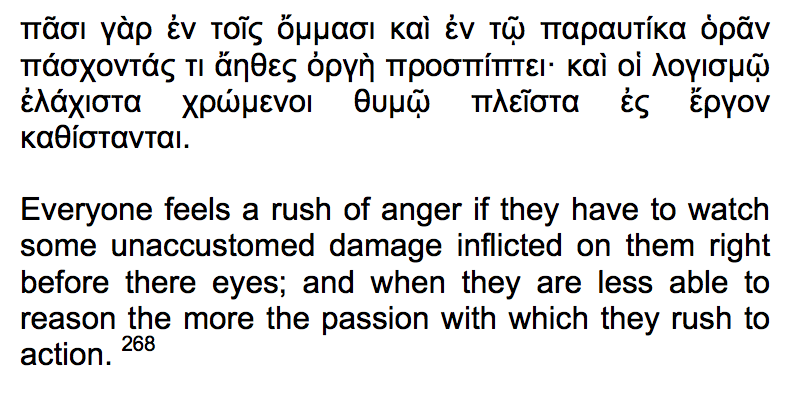 πᾶσι γὰρ ἐν τοῖς ὄμμασι καὶ ἐν τῷ παραυτίκα ὁρᾶν
πάσχοντάς τι ἄηθες ὀργὴ προσπίπτει· καὶ οἱ λογισμῷ
ἐλάχιστα χρώμενοι θυμῷ πλεῖστα ἐς ἔργον
καθίστανται.
Everyone feels a rush of anger if they have to watch
some unaccustomed damage inflicted on them right
before there eyes; and when they are less able to
reason the more the passion with which they rush to
action. 268